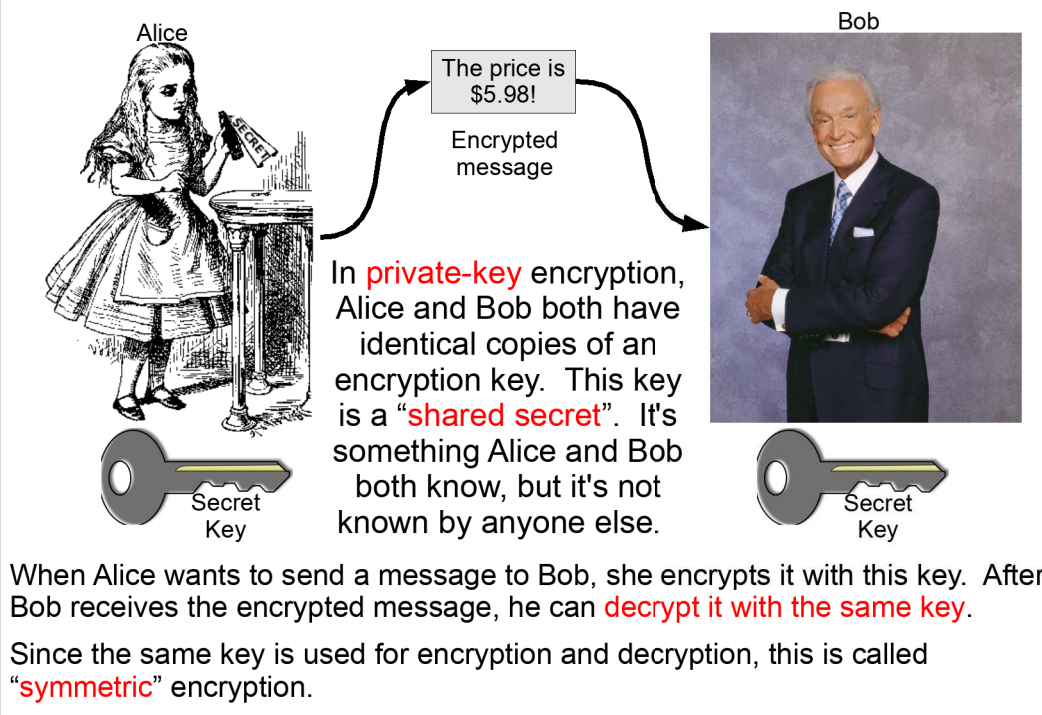 Alice
Bob
The price is
$5.98!
Encrypted
message
SECRET
In private-key encryption,
Alice and Bob both have
identical copies of an
encryption key. This key
is a “shared secret”. It's
something Alice and Bob
both know, but it's not
known by anyone else.
Secret
Key
Secret
Key
When Alice wants to send a message to Bob, she encrypts it with this key. After
Bob receives the encrypted message, he can decrypt it with the same key.
Since the same key is used for encryption and decryption, this is called
“symmetric” encryption.